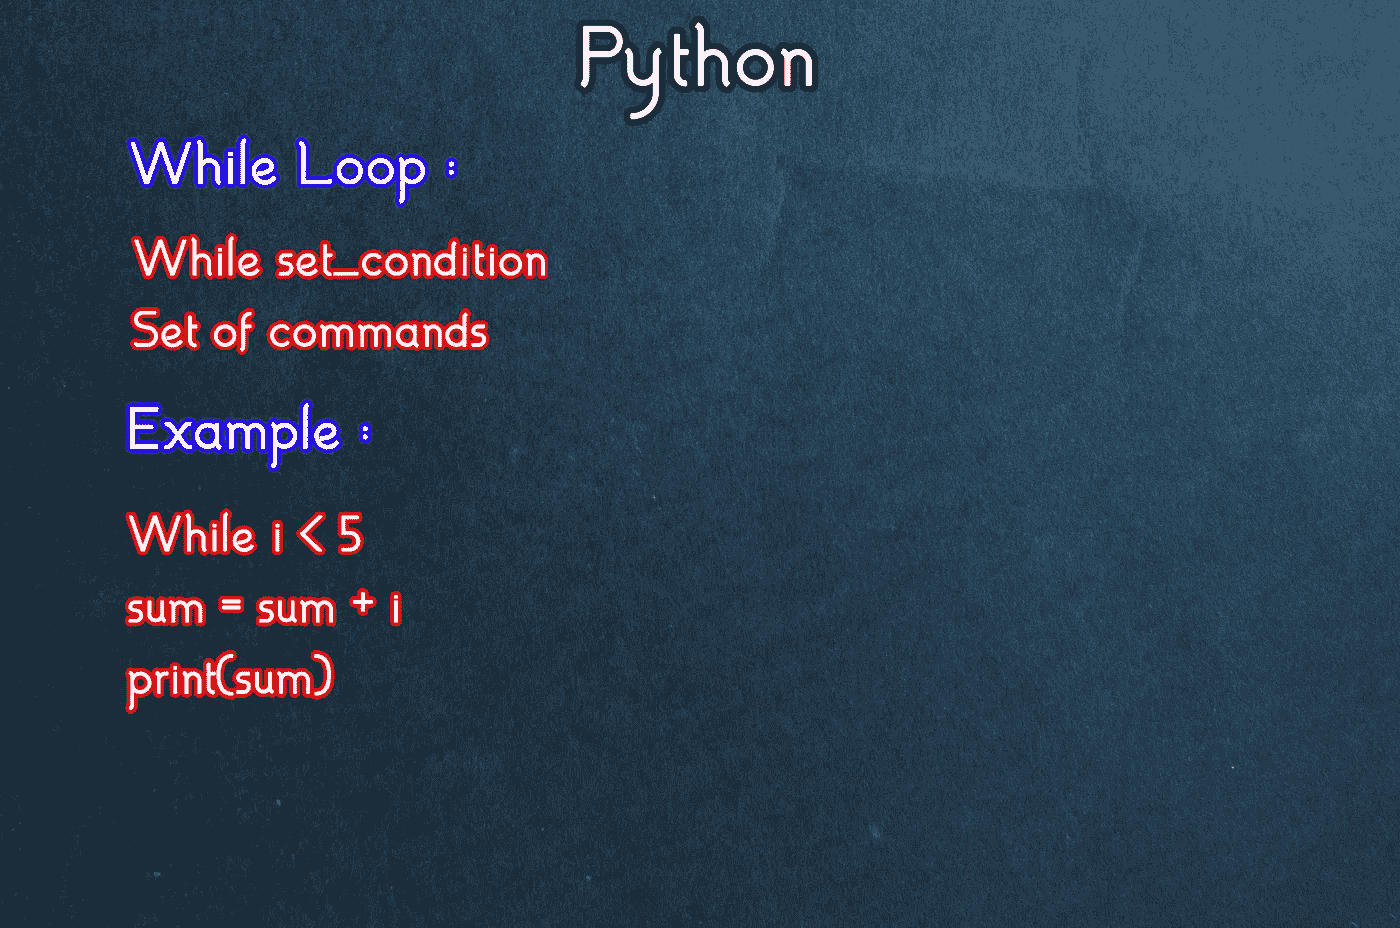 Python
While Loop :
While set_condition
Set of commands
Example :
While i < 5
sum = sum + i
print(sum)